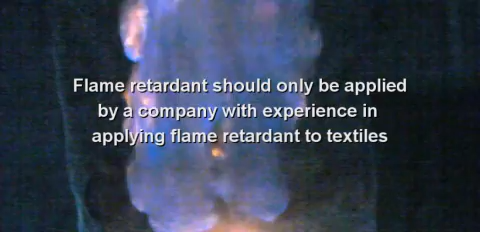 Flame retardant should only be applied
by a company with experience in
applying flame retardant to textiles